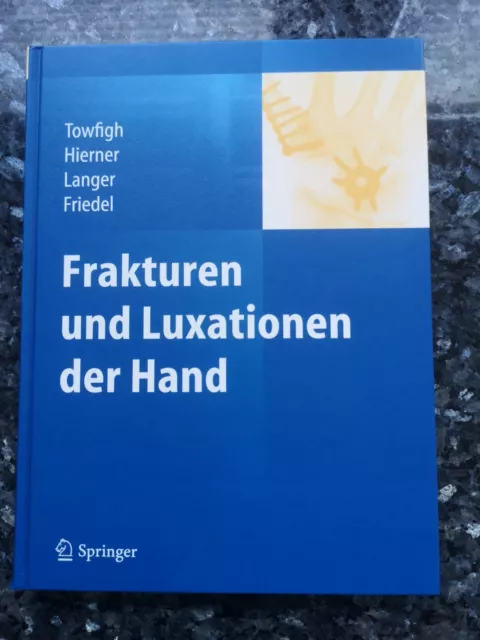 Towfigh
Hierner
Langer
Friedel
Frakturen
und Luxationen
der Hand
Springer